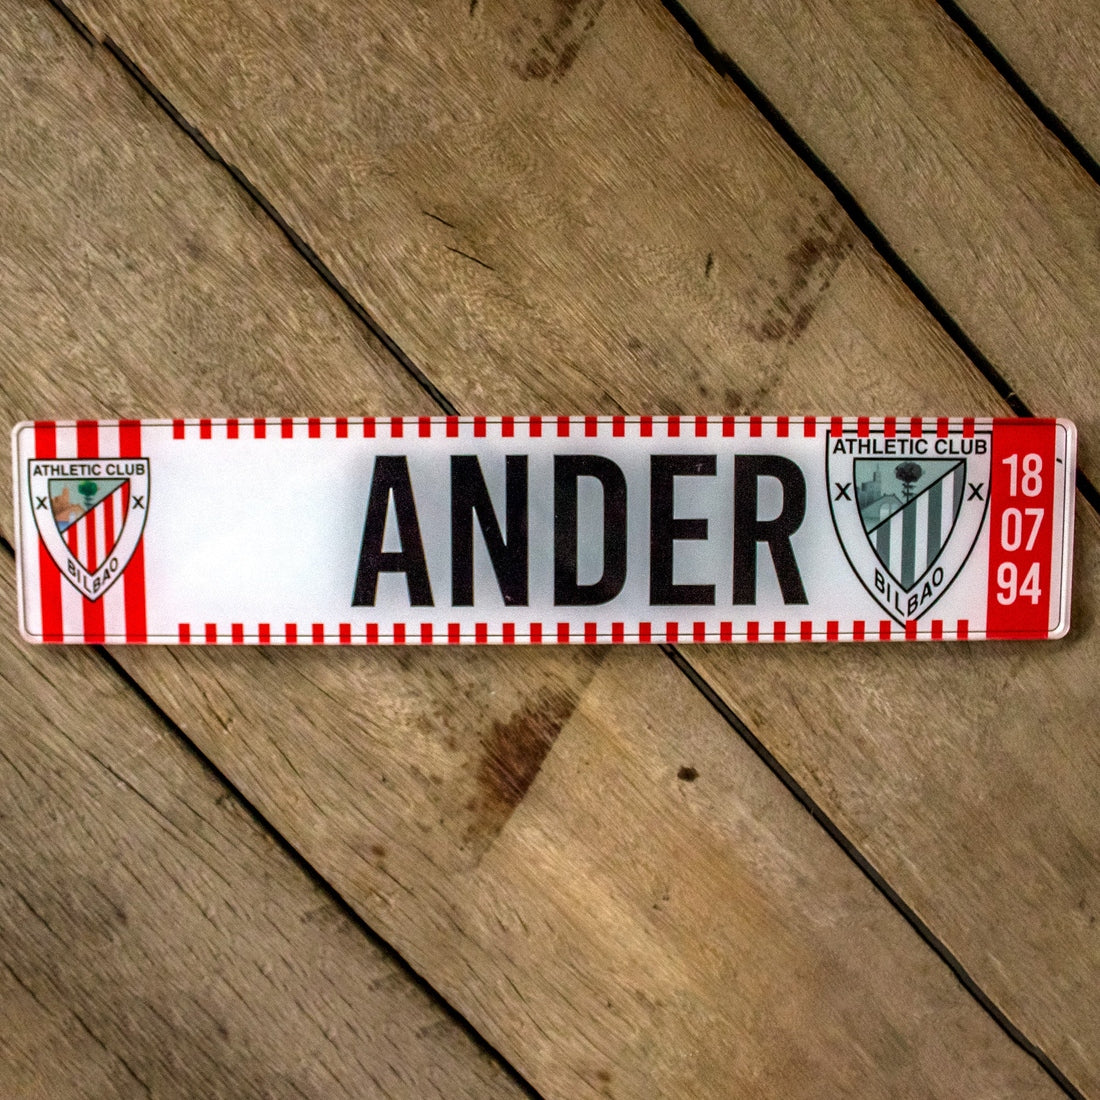 ATHLETIC CLUB
X X
BILBAO
ANDER
ATHLETIC CLUB
X X
BILBAO
18
07
94